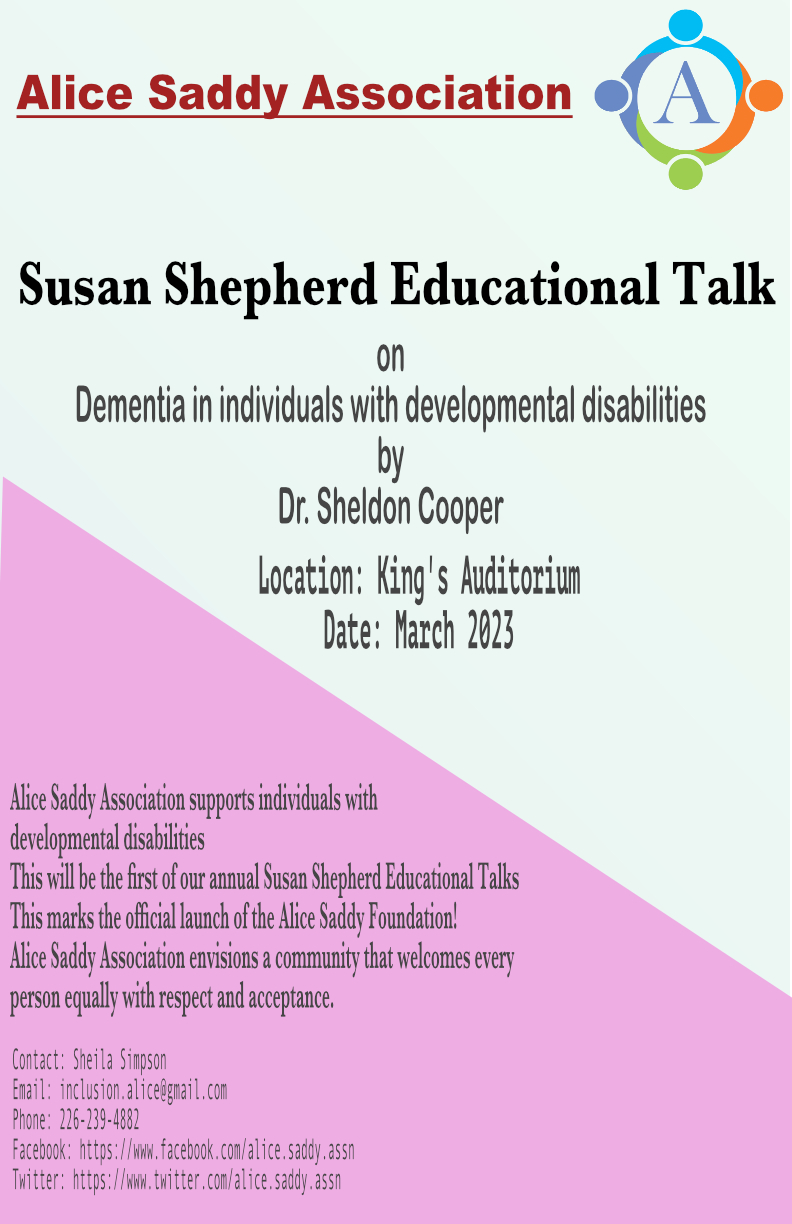 Alice Saddy Association
A
Susan Shepherd Educational Talk
on
Dementia in individuals with developmental disabilities
by
Dr. Sheldon Cooper
Location: King's Auditorium
Date: March 2023
Alice Saddy Association supports individuals with
developmental disabilities
This will be the first of our annual Susan Shepherd Educational Talks
This marks the official launch of the Alice Saddy Foundation!
Alice Saddy Association envisions a community that welcomes every
person equally with respect and acceptance.
Contact: Sheila Simpson
Email: inclusion.alice@gmail.com
Phone: 226-239-4882
Facebook: https://www.facebook.com/alice.saddy.assn
Twitter: https://www.twitter.com/alice.saddy.assn